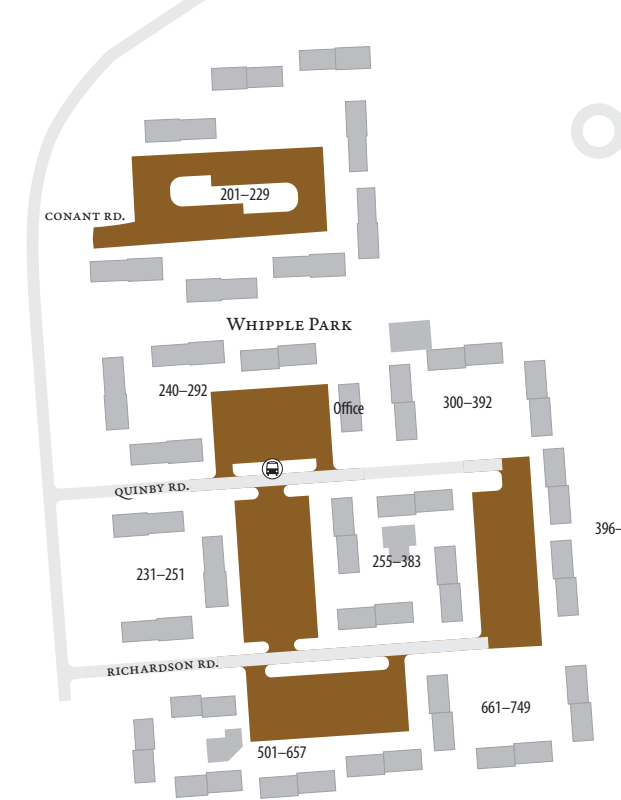 201–229
CONANT RD.
WHIPPLE PARK
240–292
Office
300–392
QUINBY RD.
396–
255–383
231–251
RICHARDSON RD.
661–749
501–657